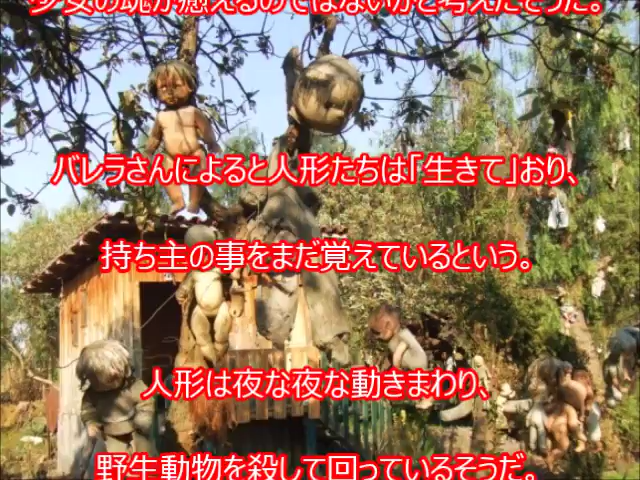 少女の魂が癒えるのではないかと考えたそうだ。
バレラさんによると人形たちは「生きて」おり、
持ち主の事をまだ覚えているという。
人形は夜な夜な動きまわり、
野生動物を殺して回っているそうだ。